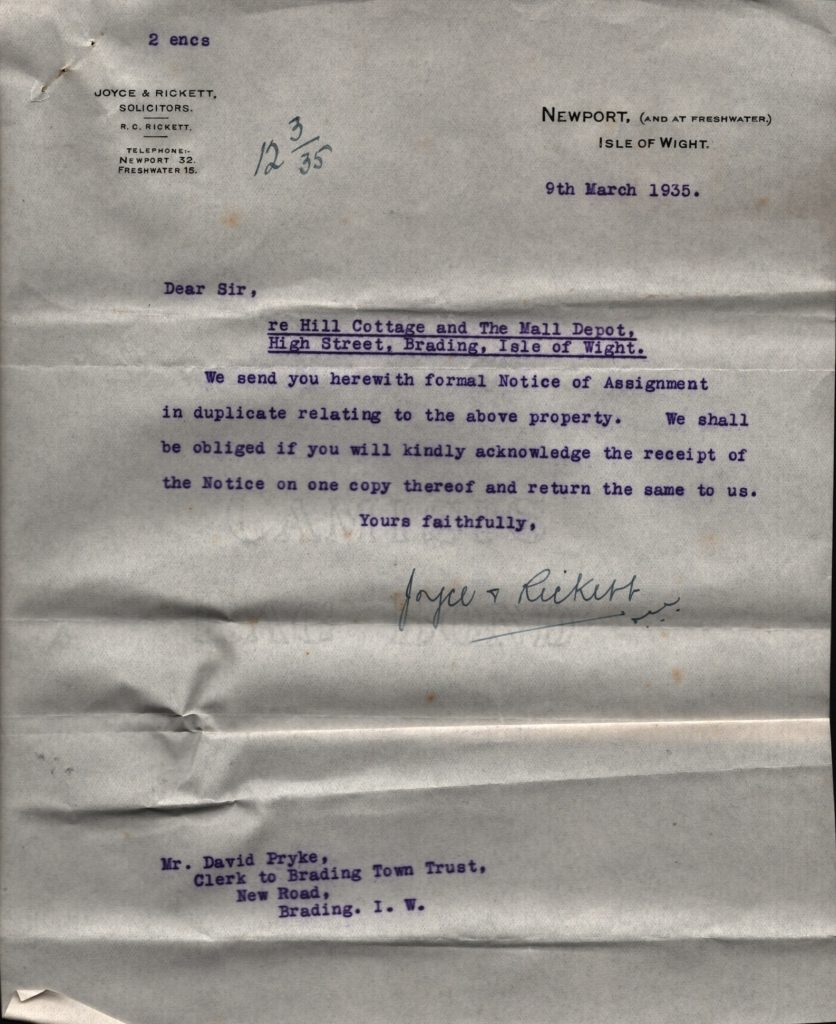 2 encs
JOYCE & RICKETT,
SOLICITORS.
R. C. RICKETT.
TELEPHONE:-
NEWPORT 32.
FRESHWATER 15.
12 3/35
NEWPORT, (AND AT FRESHWATER.)
ISLE OF WIGHT.
9th March 1935.
Dear Sir,
re Hill Cottage and The Mall Depot,
High Street, Brading, Isle of Wight.
We send you herewith formal Notice of Assignment
in duplicate relating to the above property. We shall
be obliged if you will kindly acknowledge the receipt of
the Notice on one copy thereof and return the same to us.
Yours faithfully,
Joyce & Rickett
Mr. David Pryke,
Clerk to Brading Town Trust,
New Road,
Brading. I. W.